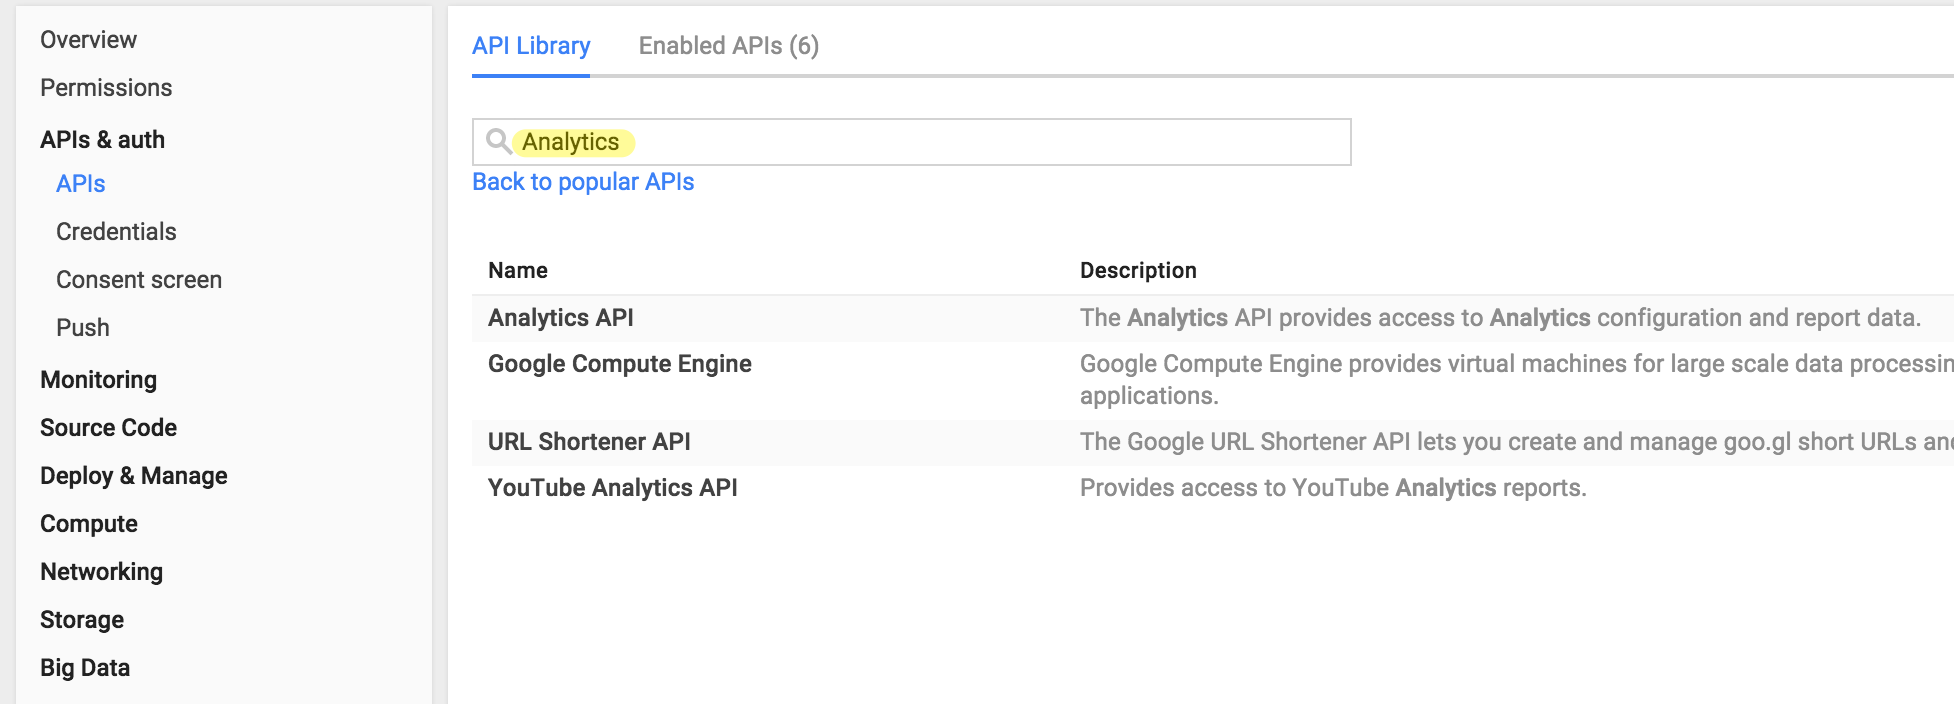 Overview
Permissions
APIs & auth
APIs
Credentials
Consent screen
Push
Monitoring
Source Code
Deploy & Manage
Compute
Networking
Storage
Big Data
API Library Enabled APIs (6)
Analytics
Back to popular APIs
Name Description
Analytics API The Analytics API provides access to Analytics configuration and report data.
Google Compute Engine Google Compute Engine provides virtual machines for large scale data
applications.
URL Shortener API The Google URL Shortener API lets you create and manage goo.gl short URLs
YouTube Analytics API Provides access to YouTube Analytics reports.